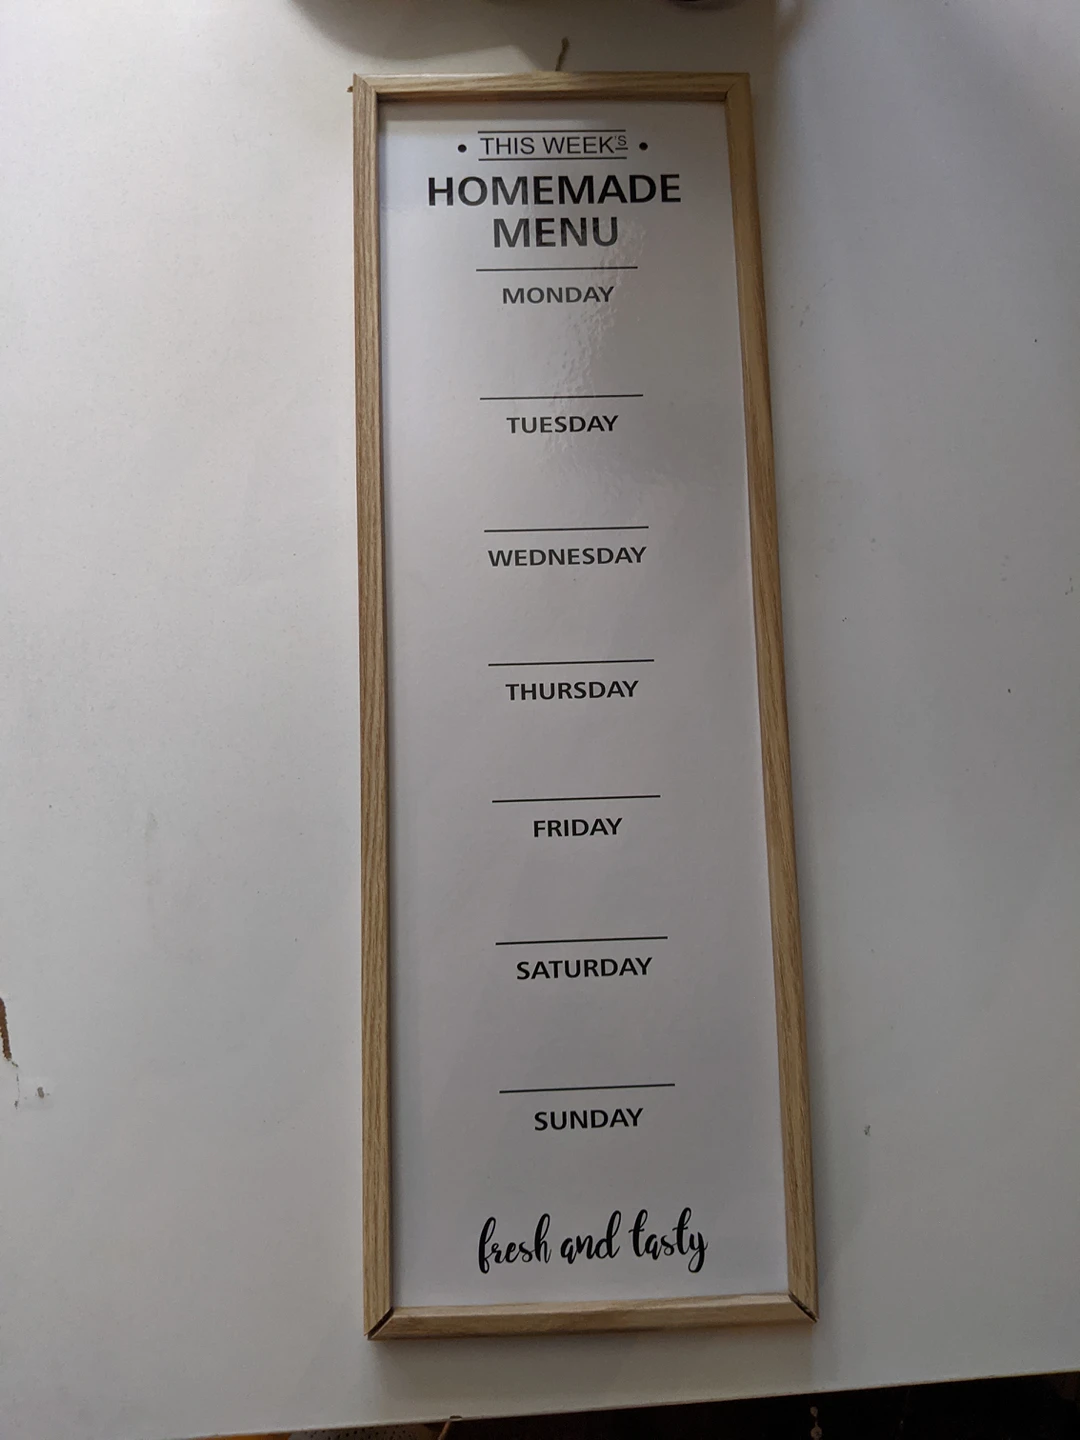 • THIS WEEK'S •
HOMEMADE
MENU
MONDAY
TUESDAY
WEDNESDAY
THURSDAY
FRIDAY
SATURDAY
SUNDAY
fresh and tasty